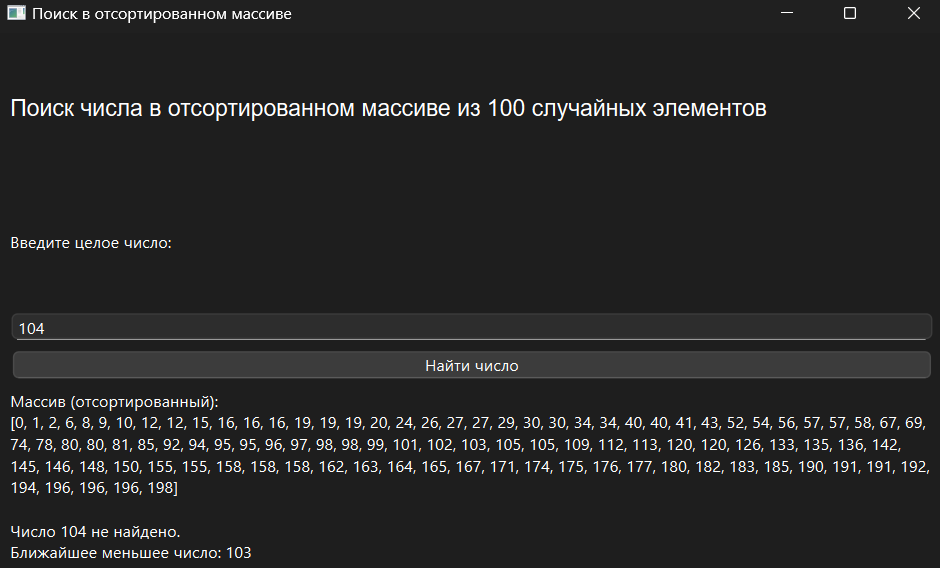 Поиск в отсортированном массиве
Поиск числа в отсортированном массиве из 100 случайных элементов
Введите целое число:
104
Найти число
Массив (отсортированный):
[0, 1, 2, 6, 8, 9, 10, 12, 12, 15, 16, 16, 16, 19, 19, 19, 20, 24, 26, 27, 27, 29, 30, 30, 34, 34, 40, 40, 41, 43, 52, 54, 56, 57, 57, 58, 67, 69,
74, 78, 80, 80, 81, 85, 92, 94, 95, 95, 96, 97, 98, 98, 99, 101, 102, 103, 105, 105, 109, 112, 113, 120, 120, 126, 133, 135, 136, 142,
145, 146, 148, 150, 155, 155, 158, 158, 158, 162, 163, 164, 165, 167, 171, 174, 175, 176, 177, 180, 182, 183, 185, 190, 191, 191, 192,
194, 196, 196, 196, 198]
Число 104 не найдено.
Ближайшее меньшее число: 103